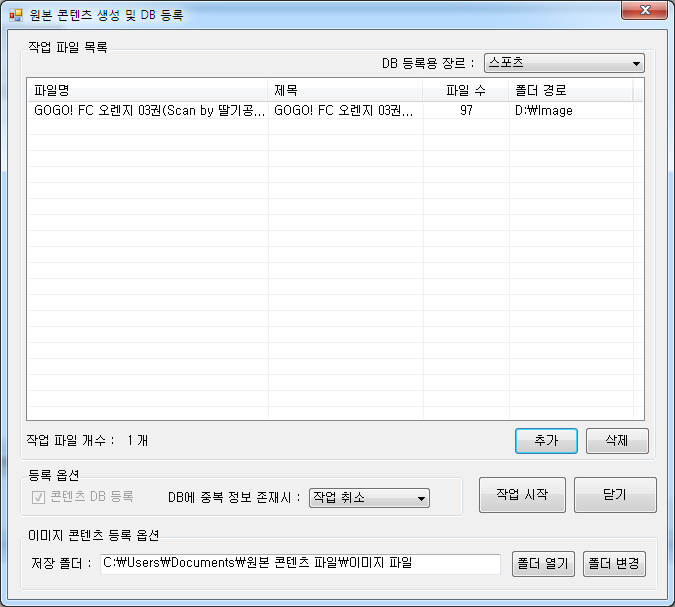 원본 콘텐츠 생성 및 DB 등록
작업 파일 목록
DB 등록용 장르 : 스포츠
파일명 제목 파일 수 폴더 경로
GOGO! FC 오렌지 03권(Scan by 딸기공... GOGO! FC 오렌지 03권... 97 D:₩Image
작업 파일 개수 : 1 개 추가 삭제
등록 옵션
콘텐츠 DB 등록 DB에 중복 정보 존재시 : 작업 취소 작업 시작 닫기
이미지 콘텐츠 등록 옵션
저장 폴더 : C:₩Users₩Documents₩원본 콘텐츠 파일₩이미지 파일 폴더 열기 폴더 변경